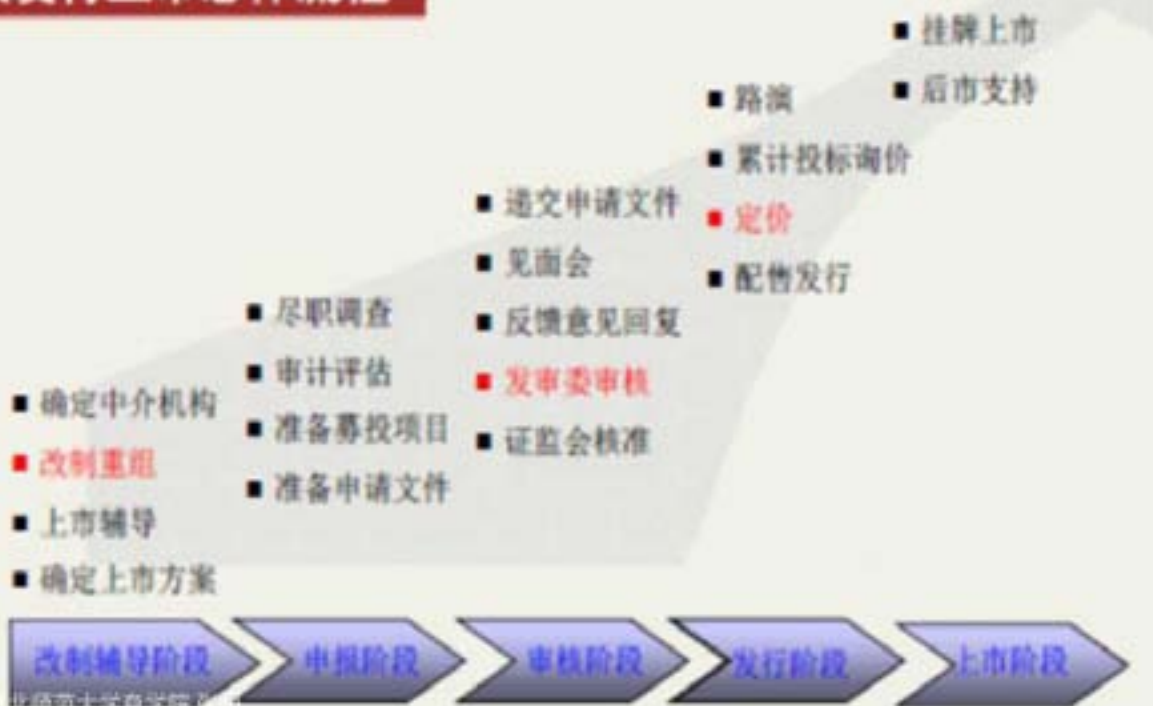 挂牌上市
后市支持
路演
累计投标询价
定价
配售发行
递交申请文件
见面会
反馈意见回复
发审委审核
证监会核准
尽职调查
审计评估
准备募投项目
准备申请文件
确定中介机构
改制重组
上市辅导
确定上市方案
改制辅导阶段
申报阶段
审核阶段
发行阶段
上市阶段